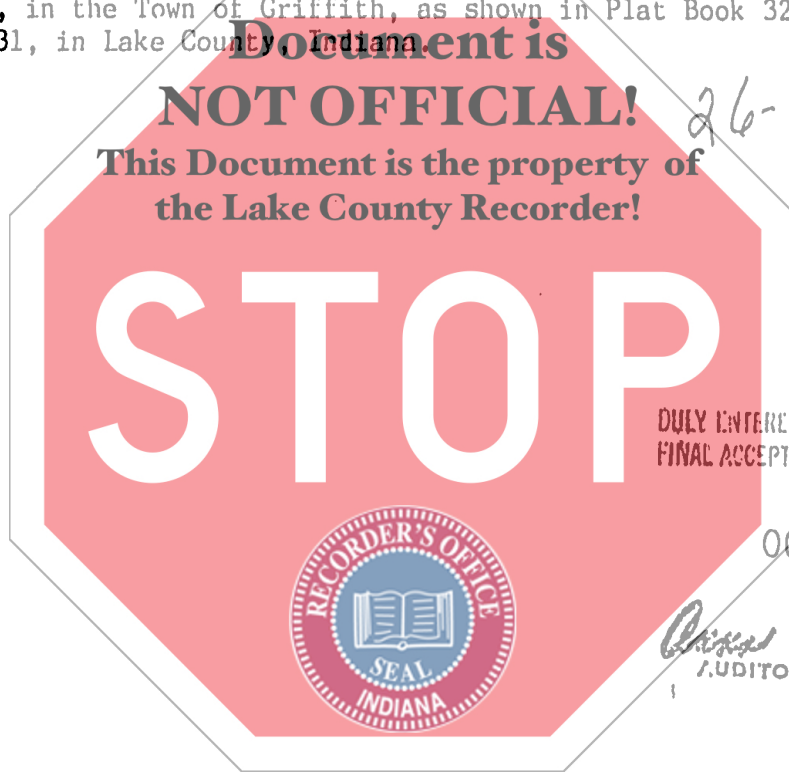 , in the Town of Griffith, as shown in Plat Book 32
31, in Lake County, Indiana.
Document is
NOT OFFICIAL!
26-
This Document is the property of
the Lake County Recorder!
STOP
DULY ENTERE
FINAL ACCEPT
RECORDER'S OFFICE
SEAL
INDIANA
AUDITO